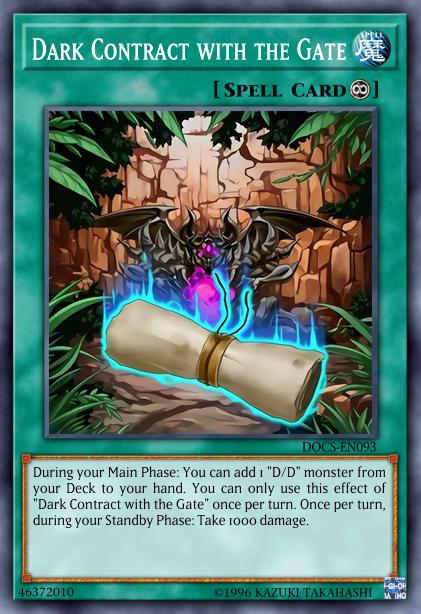 DARK CONTRACT WITH THE GATE
SPELL
魔
[SPELL CARD]
DOCS-EN093
During your Main Phase: You can add 1 "D/D" monster from
your Deck to your hand. You can only use this effect of
"Dark Contract with the Gate" once per turn. Once per turn,
during your Standby Phase: Take 1000 damage.
46372010
©1996 KAZUKI TAKAHASHI